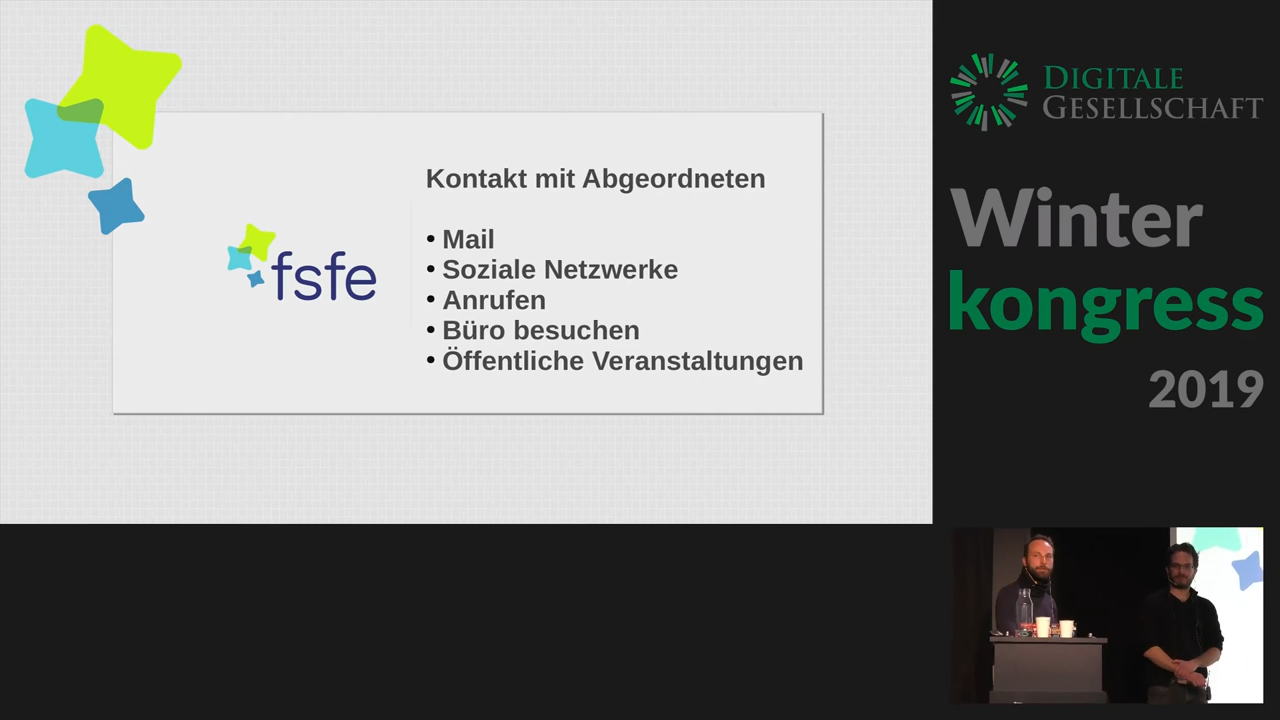 fsfe
Kontakt mit Abgeordneten
• Mail
• Soziale Netzwerke
• Anrufen
• Büro besuchen
• Öffentliche Veranstaltungen
DIGITALE
GESELLSCHAFT
Winter
kongress
2019